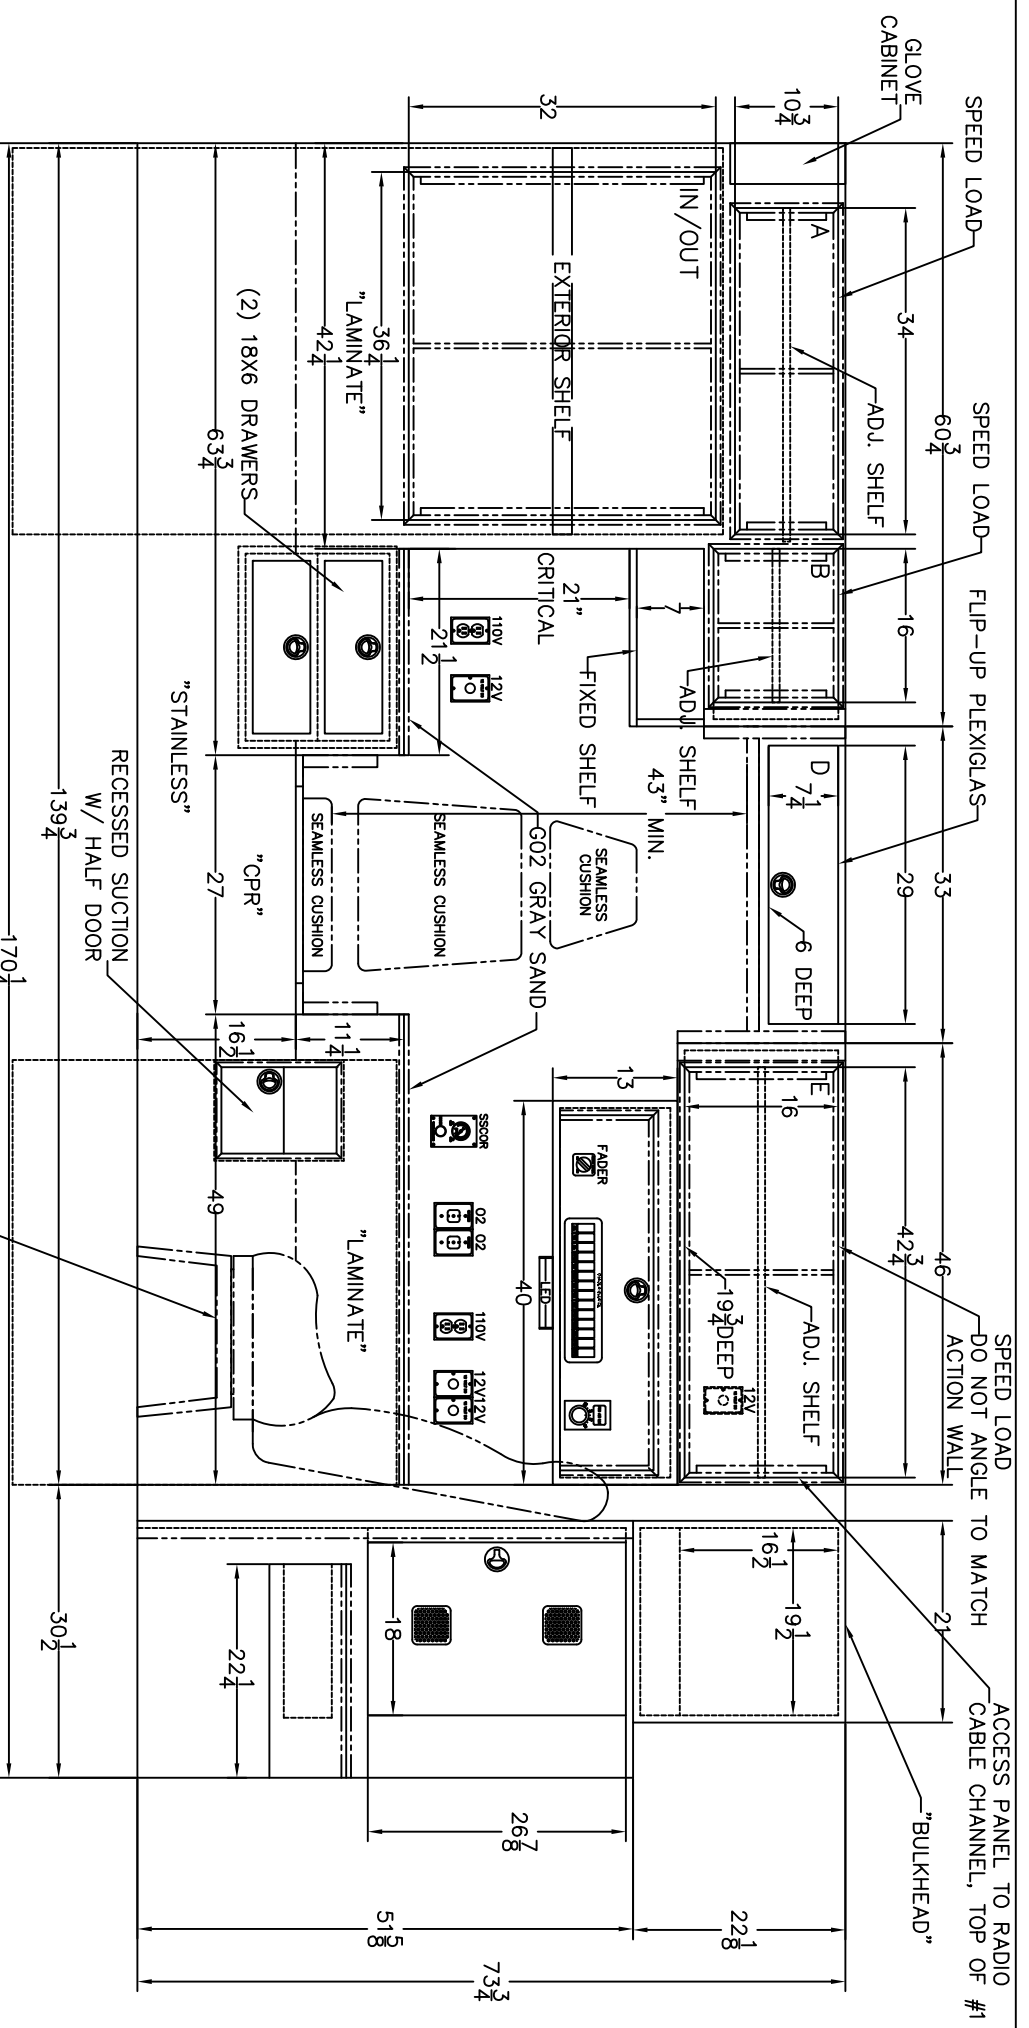 SPEED LOAD
DO NOT ANGLE TO MATCH
ACTION WALL
ACCESS PANEL TO RADIO
CABLE CHANNEL, TOP OF #1
"BULKHEAD"
SPEED LOAD
SPEED LOAD
FLIP-UP PLEXIGLAS
GLOVE
CABINET
60 3/4
33
46
21
34
16
29
42 3/4
19 1/2
16 1/2
10 3/4
ADJ. SHELF
A
B
D
7 1/4
6 DEEP
E
16
ADJ. SHELF
19 3/4 DEEP
12V
22 1/8
73 3/4
32
IN/OUT
EXTERIOR SHELF
7
ADJ. SHELF
FIXED SHELF
43" MIN.
13
FADER
LED
40
21"
CRITICAL
110V
12V
21 1/2
SEAMLESS
CUSHION
SEAMLESS CUSHION
SEAMLESS CUSHION
G02 GRAY SAND
SSCOR
O2
O2
110V
12V
12V
18
26 7/8
51 5/8
36 1/4
"LAMINATE"
42 1/4
(2) 18X6 DRAWERS
63 3/4
"STAINLESS"
27
"CPR"
11 1/4
16 1/2
49
"LAMINATE"
22 1/4
RECESSED SUCTION
W/ HALF DOOR
139 3/4
30 1/2
170 1/4